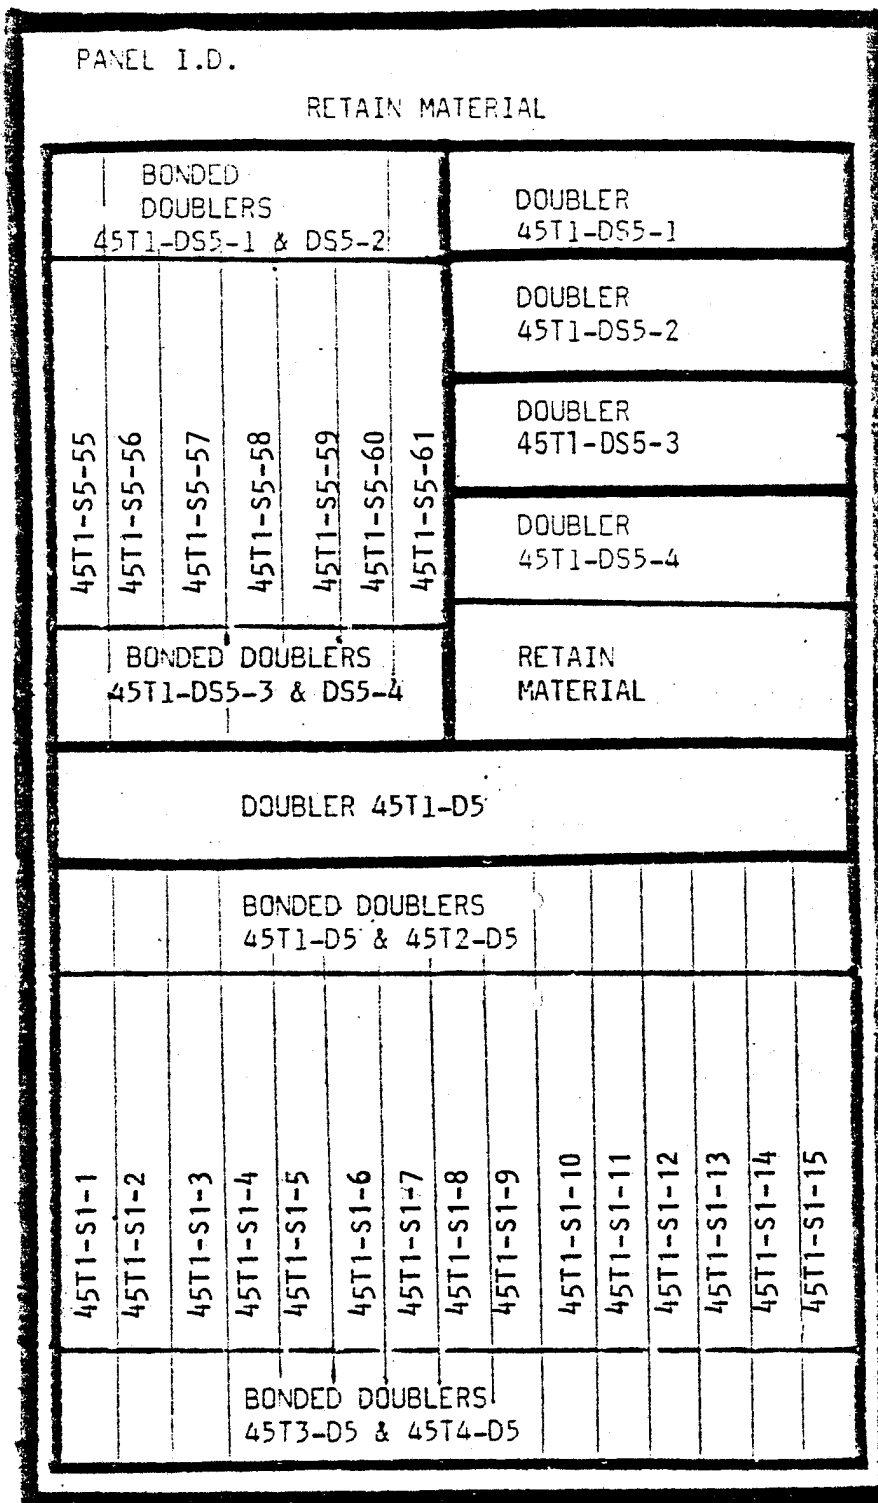 PANEL I.D.
RETAIN MATERIAL
BONDED
DOUBLERS
45T1-DS5-1 & DS5-2
DOUBLER
45T1-DS5-1
DOUBLER
45T1-DS5-2
DOUBLER
45T1-DS5-3
DOUBLER
45T1-DS5-4
45T1-S5-55
45T1-S5-56
45T1-S5-57
45T1-S5-58
45T1-S5-59
45T1-S5-60
45T1-S5-61
BONDED DOUBLERS
45T1-DS5-3 & DS5-4
RETAIN
MATERIAL
DOUBLER 45T1-D5
BONDED DOUBLERS
45T1-D5 & 45T2-D5
45T1-S1-1
45T1-S1-2
45T1-S1-3
45T1-S1-4
45T1-S1-5
45T1-S1-6
45T1-S1-7
45T1-S1-8
45T1-S1-9
45T1-S1-10
45T1-S1-11
45T1-S1-12
45T1-S1-13
45T1-S1-14
45T1-S1-15
BONDED DOUBLERS
45T3-D5 & 45T4-D5